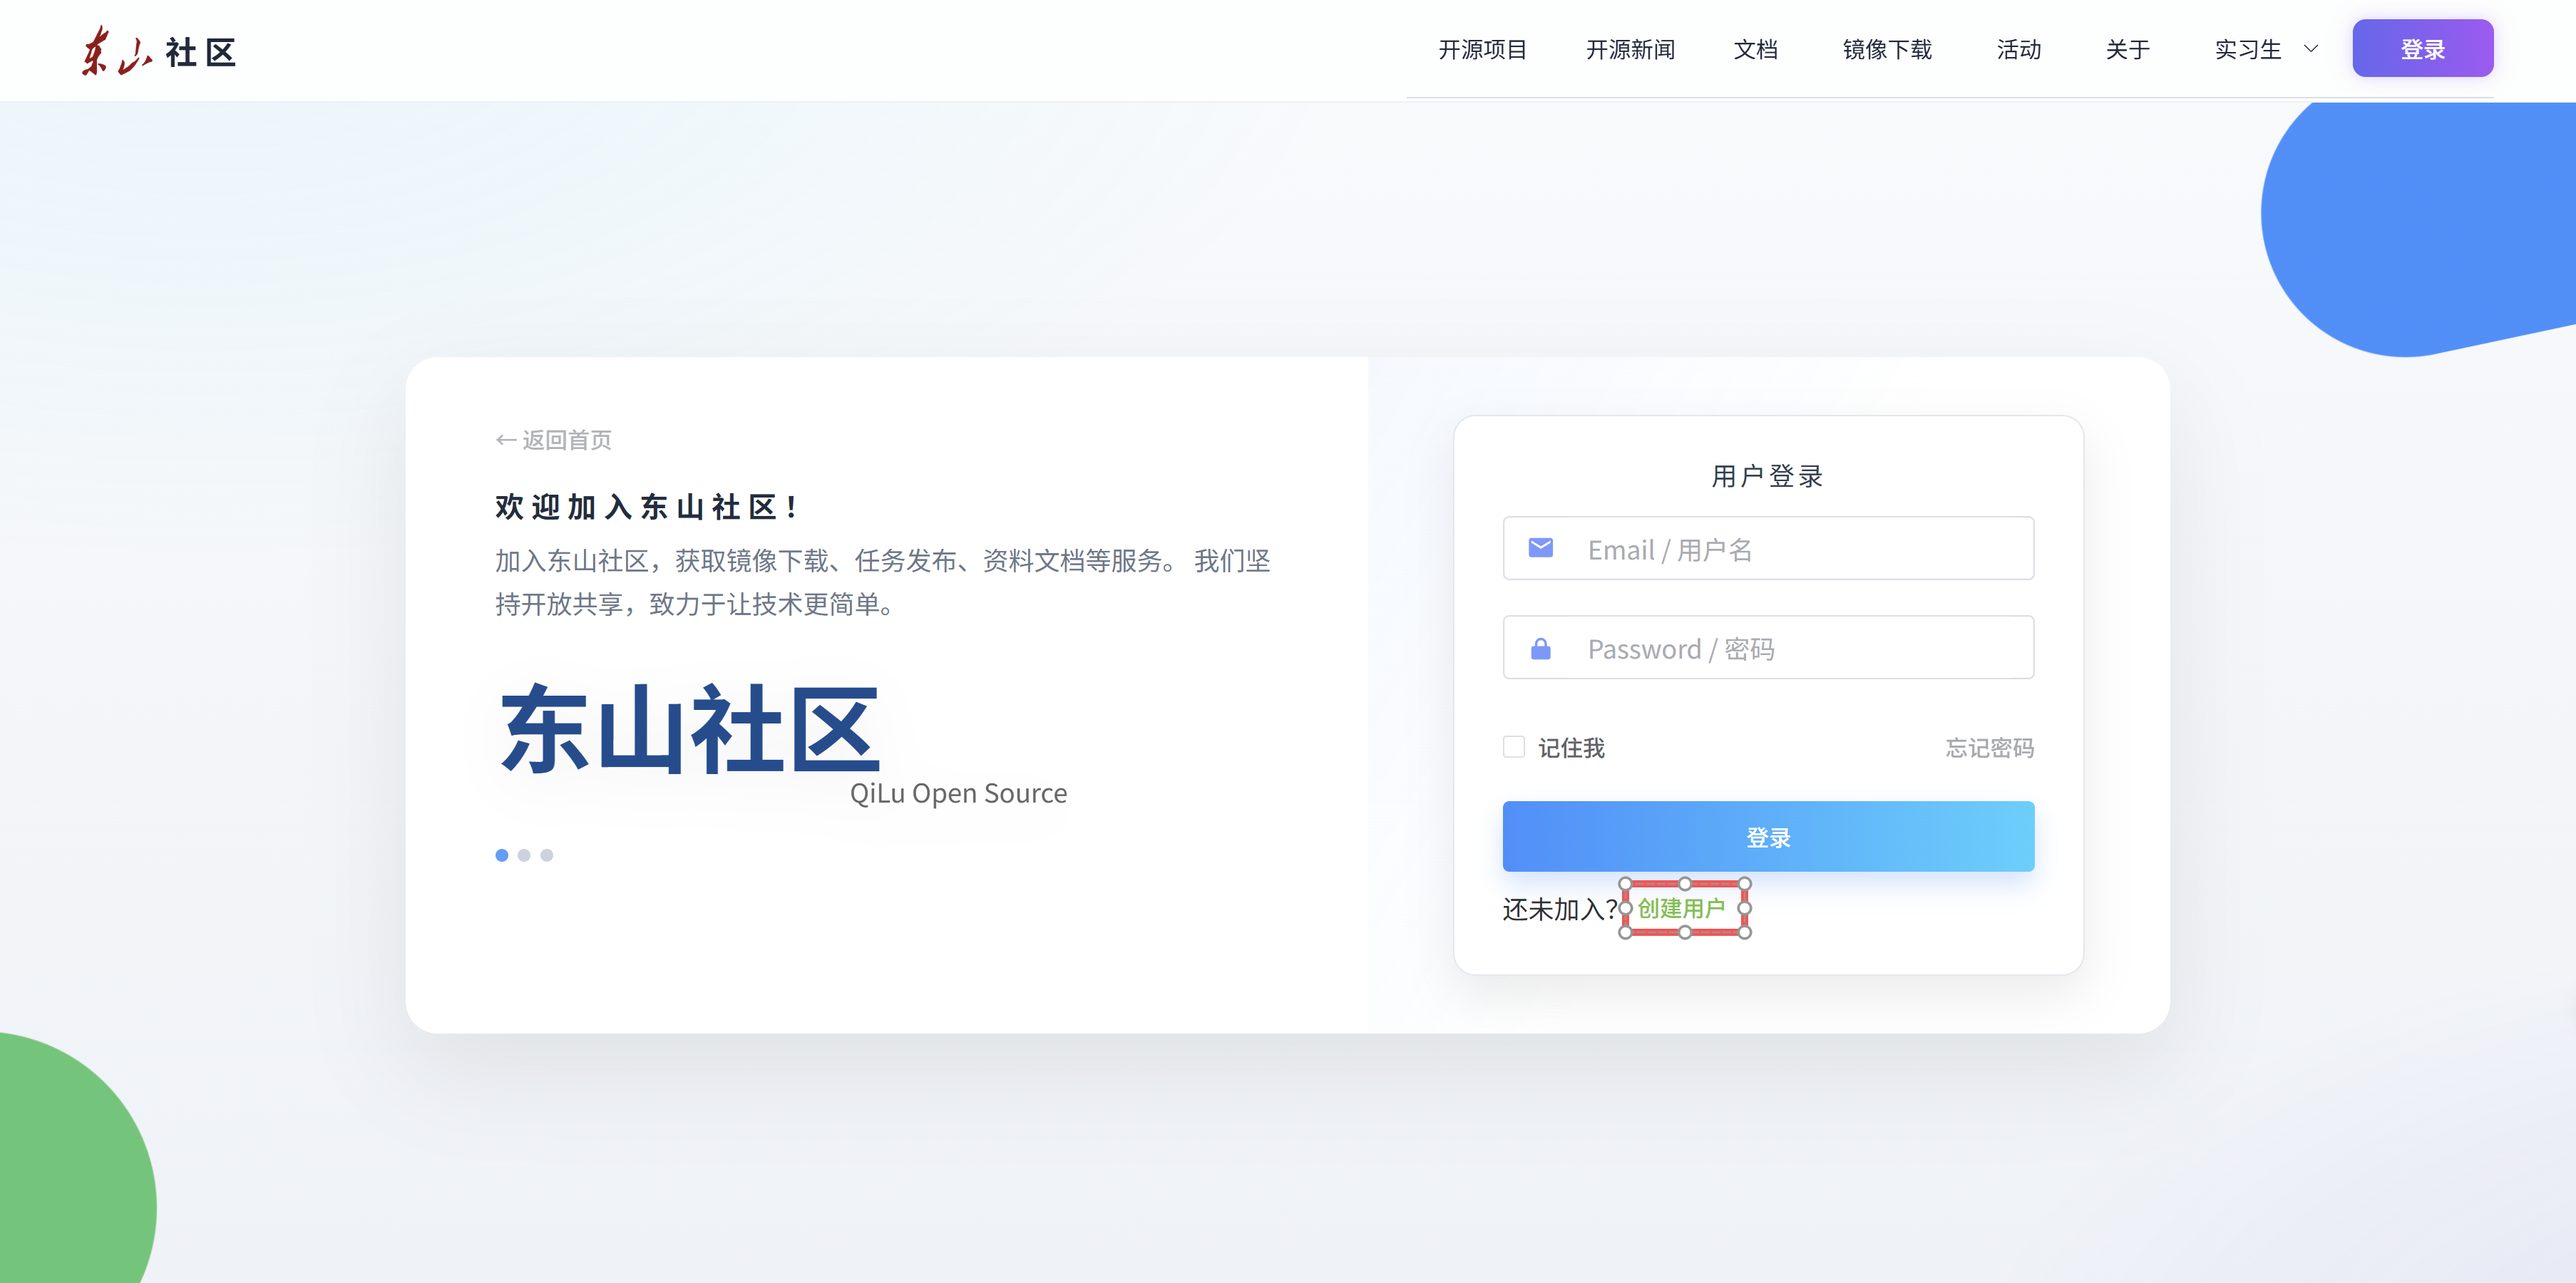 东山 社区
开源项目 开源新闻 文档 镜像下载 活动 关于 实习生 登录
← 返回首页
欢迎加入东山社区！
加入东山社区，获取镜像下载、任务发布、资料文档等服务。 我们坚
持开放共享，致力于让技术更简单。
东山社区
QiLu Open Source
用户登录
Email / 用户名
Password / 密码
记住我 忘记密码
登录
还未加入？ 创建用户